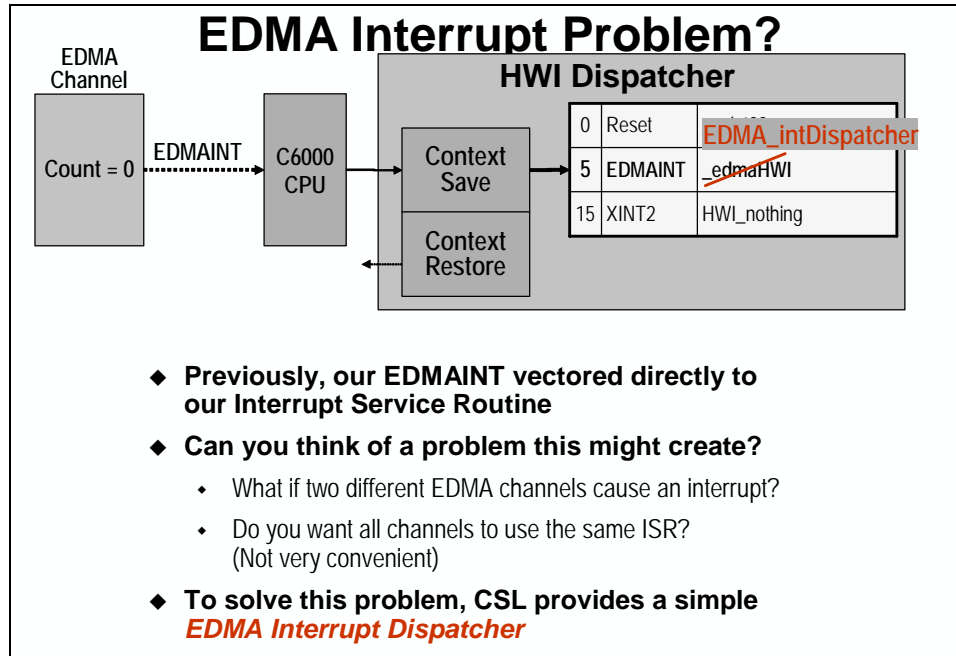 EDMA Interrupt Problem?
EDMA
Channel
HWI Dispatcher
Count = 0
EDMAINT
C6000
CPU
Context
Save
Context
Restore
0 Reset
EDMA_intDispatcher
5 EDMAINT _edmaHWI
15 XINT2 HWI_nothing
◆ Previously, our EDMAINT vectored directly to
our Interrupt Service Routine
◆ Can you think of a problem this might create?
◆ What if two different EDMA channels cause an interrupt?
◆ Do you want all channels to use the same ISR?
(Not very convenient)
◆ To solve this problem, CSL provides a simple
EDMA Interrupt Dispatcher